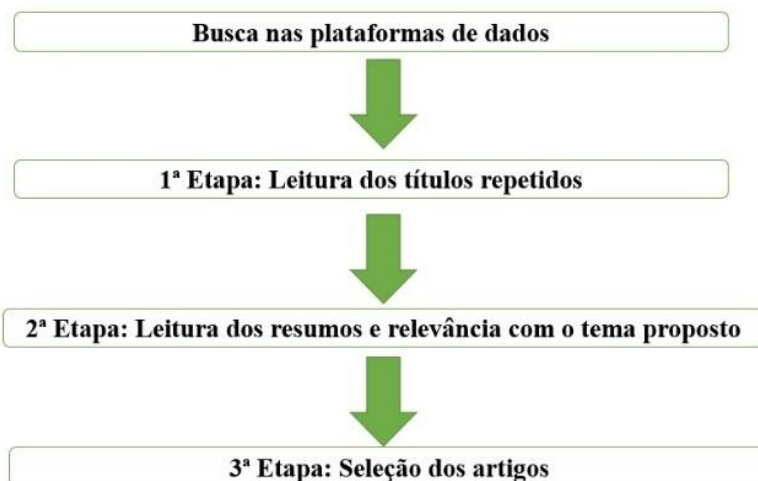 Busca nas plataformas de dados
1ª Etapa: Leitura dos títulos repetidos
2ª Etapa: Leitura dos resumos e relevância com o tema proposto
3ª Etapa: Seleção dos artigos